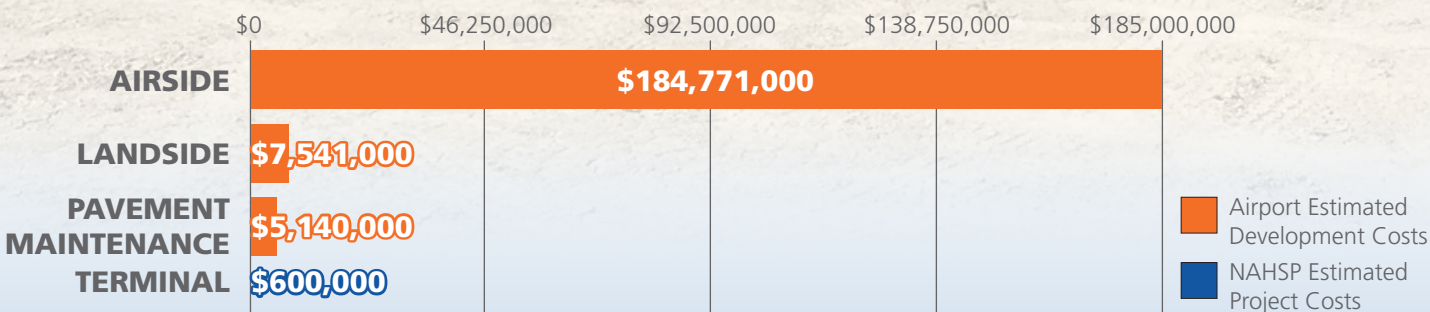 $0 $46,250,000 $92,500,000 $138,750,000 $185,000,000
AIRSIDE $184,771,000
LANDSIDE $7,541,000
PAVEMENT
MAINTENANCE $5,140,000
TERMINAL $600,000
Airport Estimated
Development Costs
NAHSP Estimated
Project Costs